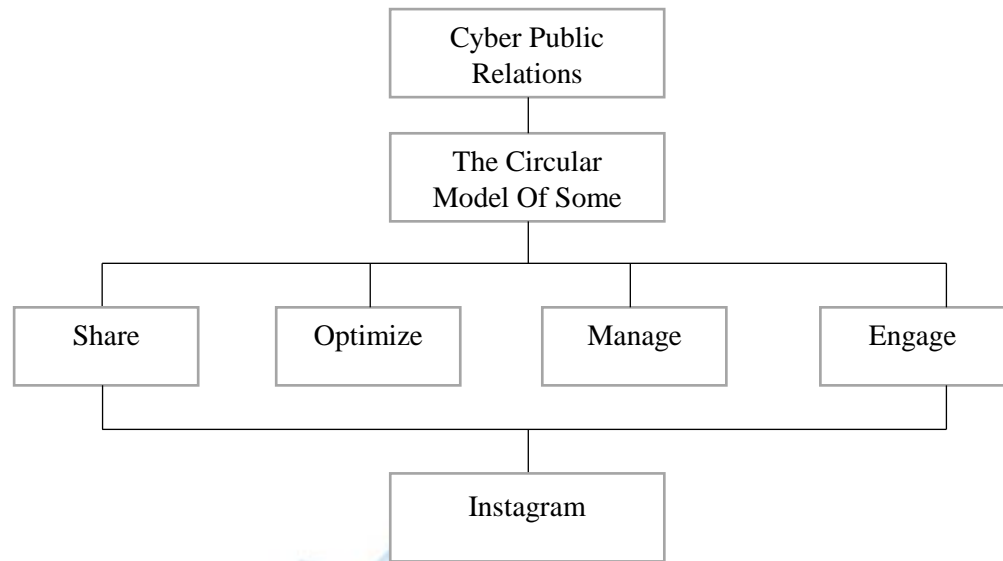 Cyber Public
Relations
The Circular
Model Of Some
Share
Optimize
Manage
Engage
Instagram